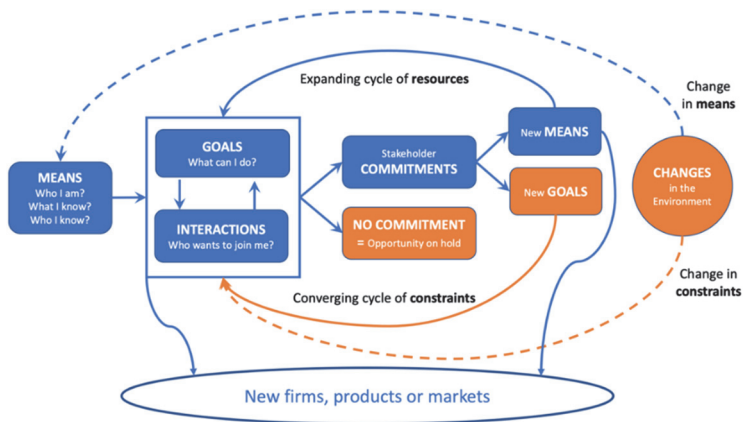 Expanding cycle of resources
Change
in means
MEANS
Who I am?
What I know?
Who I know?
GOALS
What can I do?
INTERACTIONS
Who wants to join me?
Stakeholder
COMMITMENTS
NO COMMITMENT
= Opportunity on hold
New MEANS
New GOALS
CHANGES
in the
Environment
Converging cycle of constraints
Change in
constraints
New firms, products or markets